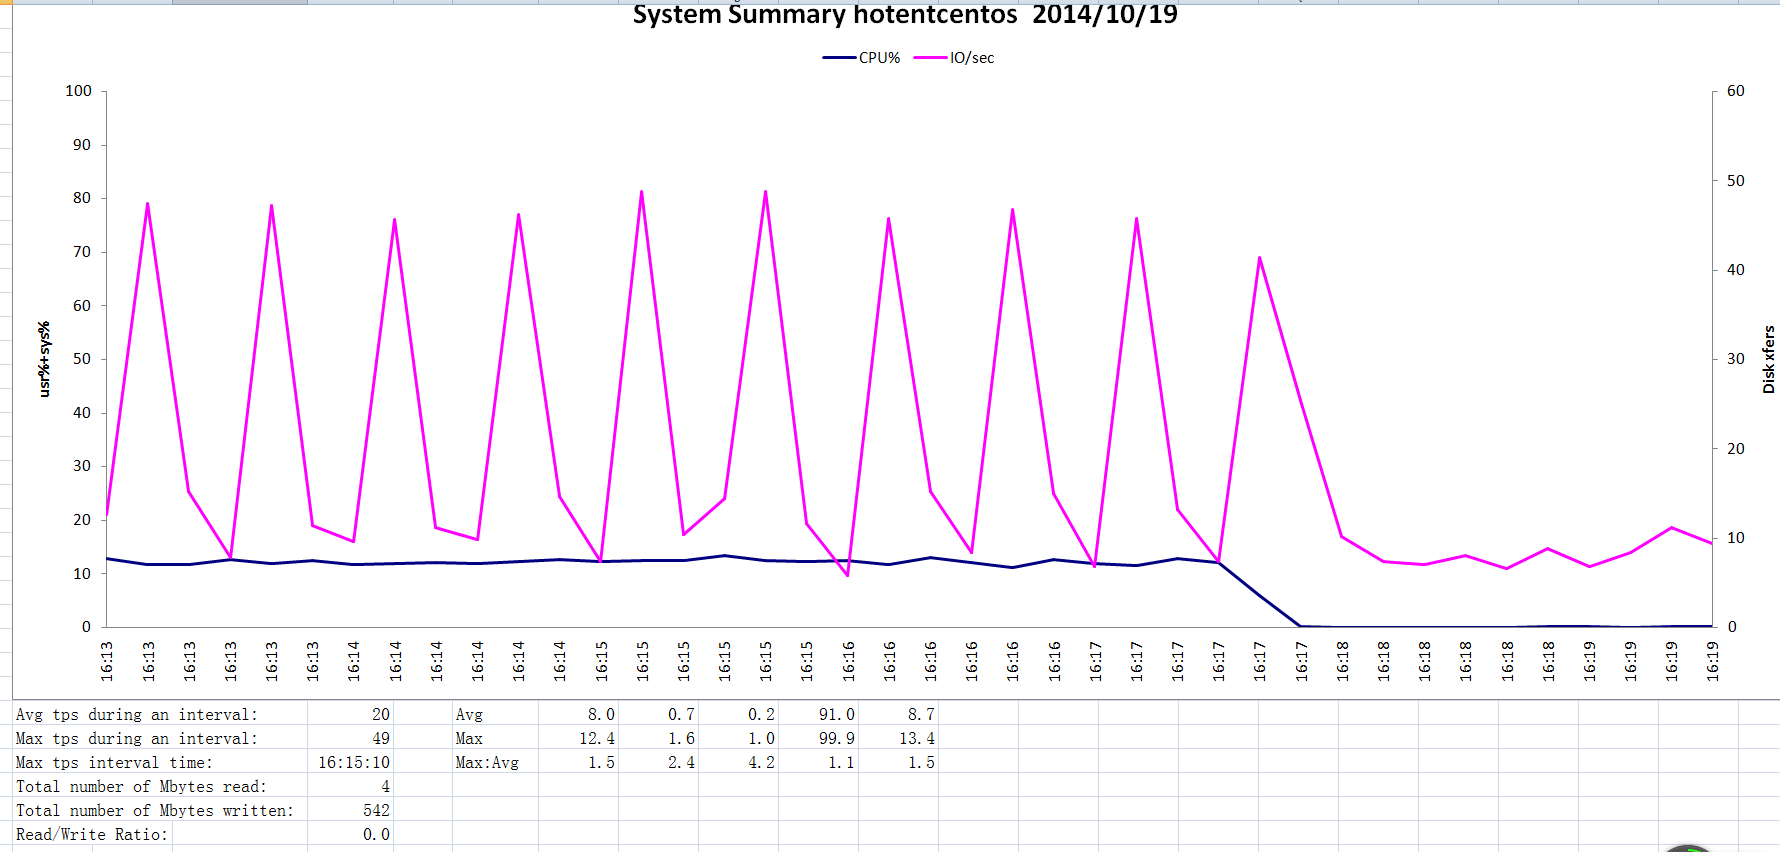 System Summary hotentcentos 2014/10/19
CPU% IO/sec
100
90
80
70
60
50
40
30
20
10
0
usr%+sys%
60
50
40
30
20
10
0
Disk xfers
16:13 16:13 16:13 16:13 16:13 16:13 16:14 16:14 16:14 16:14 16:14 16:14 16:15 16:15 16:15 16:15 16:15 16:15 16:16 16:16 16:16 16:16 16:16 16:16 16:17 16:17 16:17 16:17 16:17 16:17 16:18 16:18 16:18 16:18 16:18 16:18 16:19 16:19 16:19 16:19
Avg tps during an interval: 20 Avg 8.0 0.7 0.2 91.0 8.7
Max tps during an interval: 49 Max 12.4 1.6 1.0 99.9 13.4
Max tps interval time: 16:15:10 Max:Avg 1.5 2.4 4.2 1.1 1.5
Total number of Mbytes read: 4
Total number of Mbytes written: 542
Read/Write Ratio: 0.0